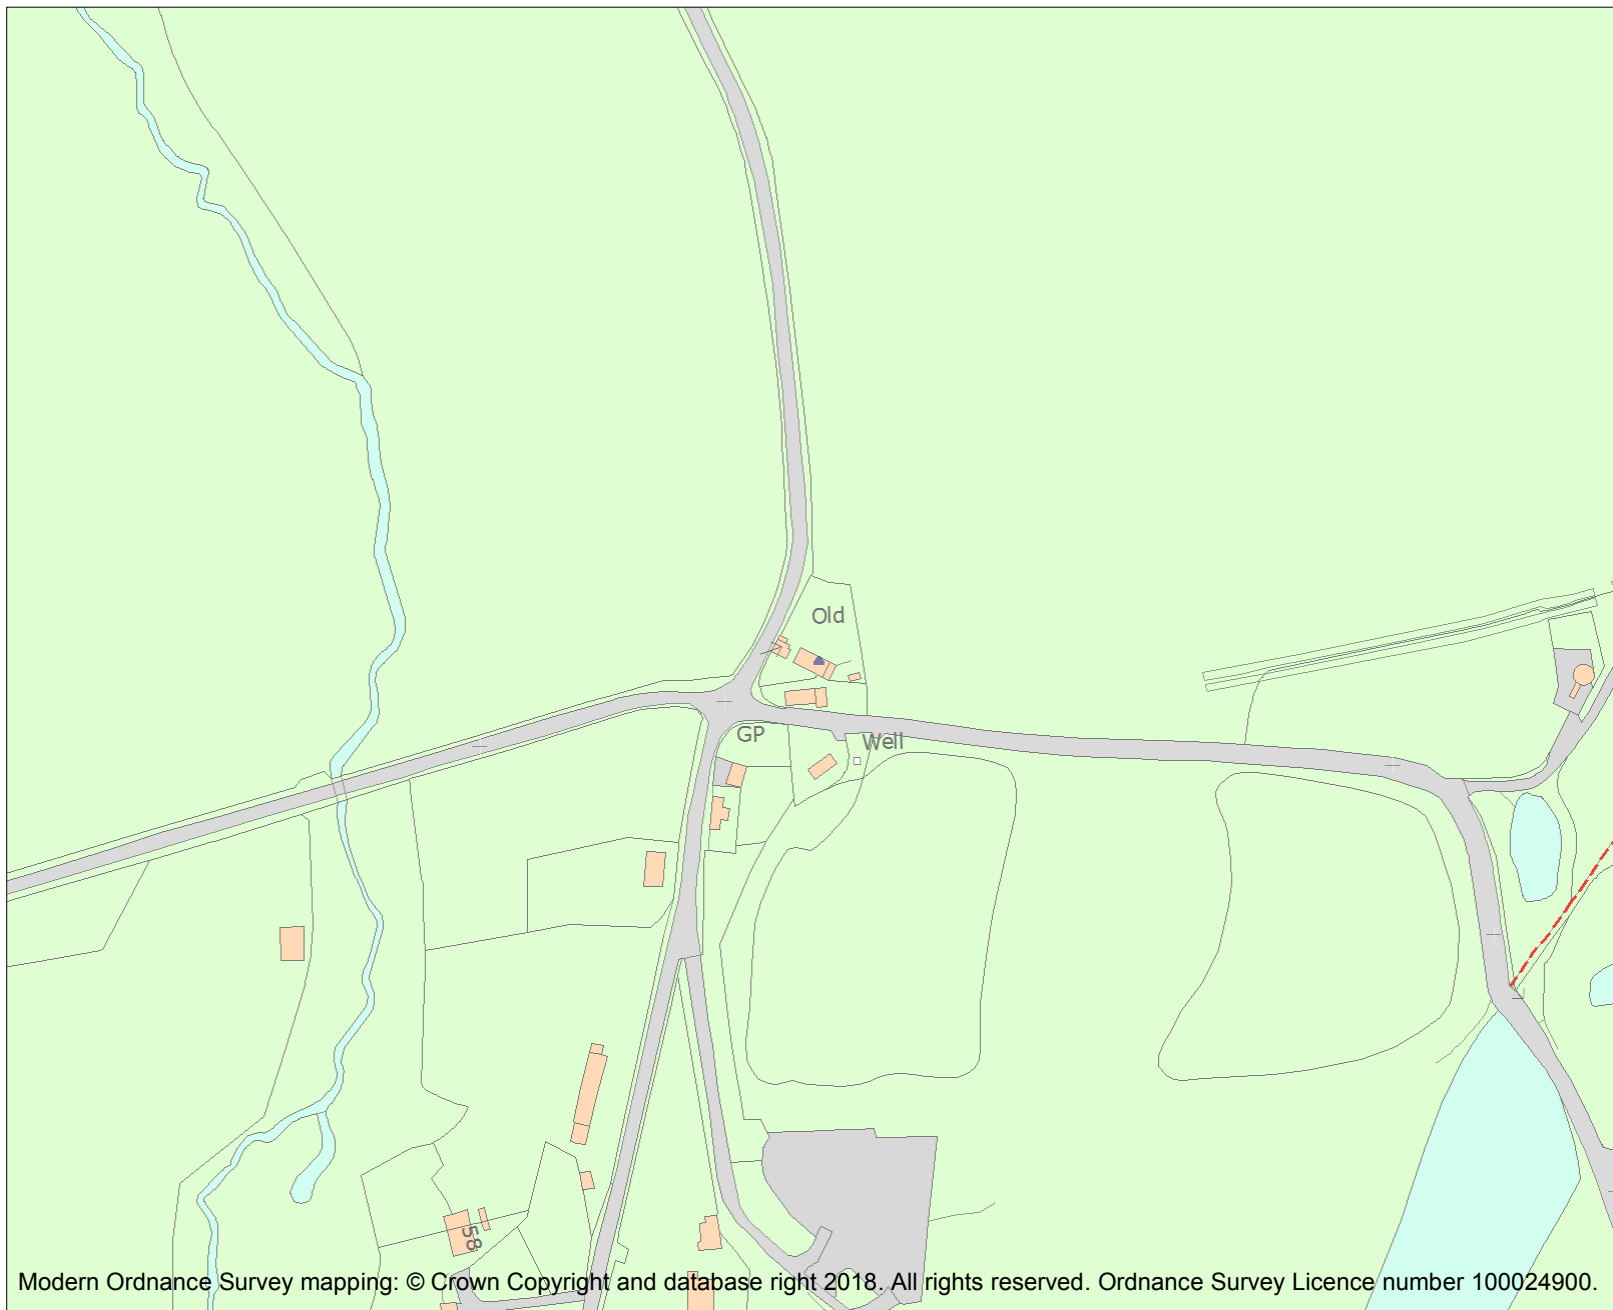 Old
GP
Well
58
Modern Ordnance Survey mapping: © Crown Copyright and database right 2018. All rights reserved. Ordnance Survey Licence number 100024900.